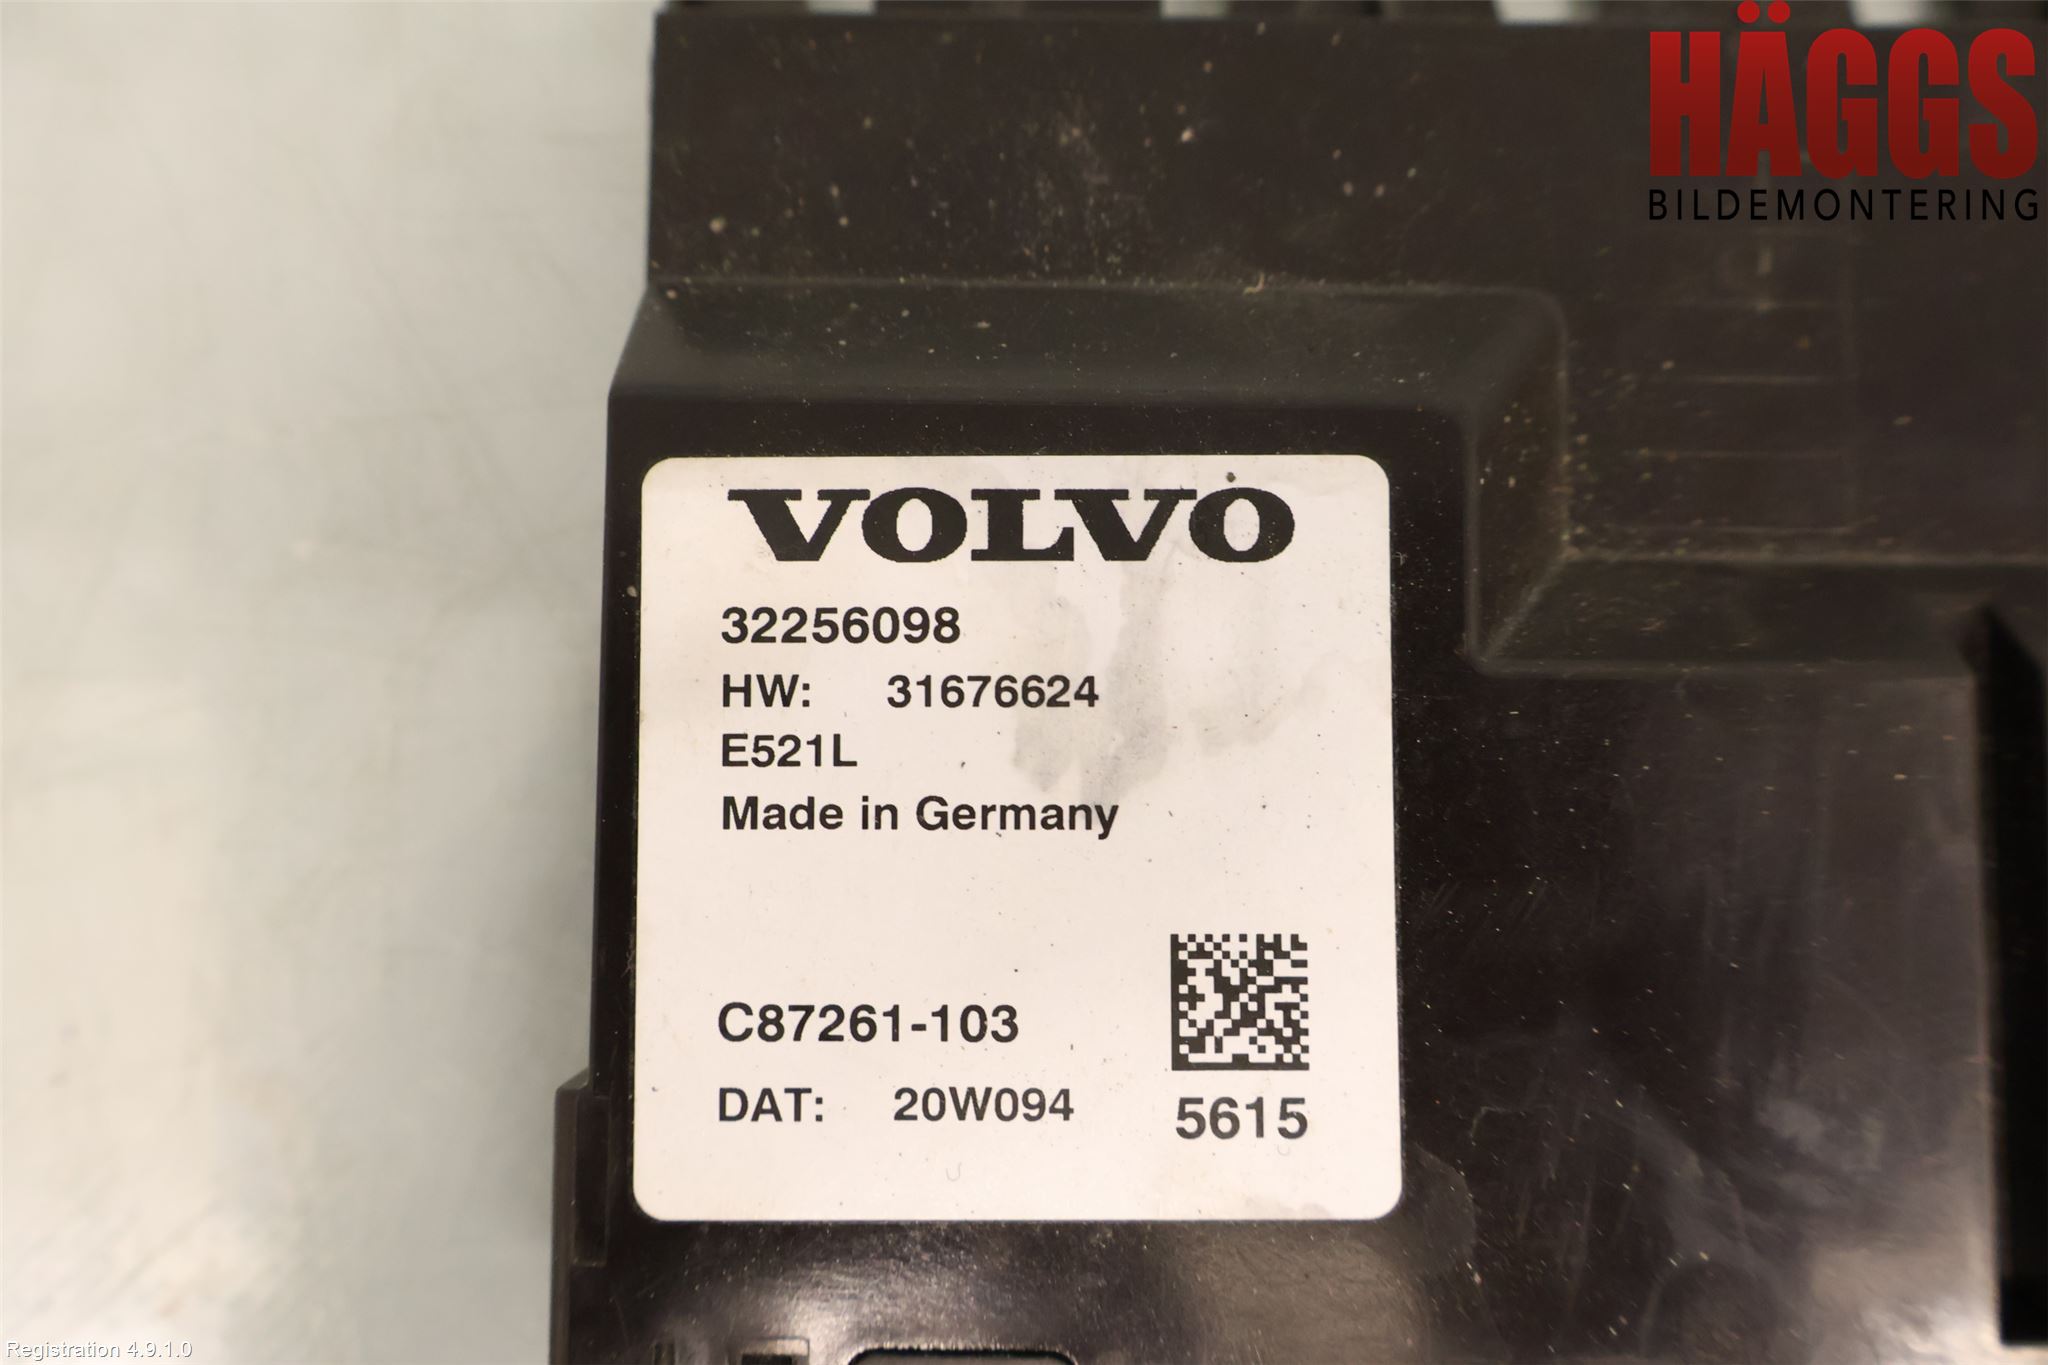 HÄGGS
BILDEMONTERING
VOLVO
32256098
HW: 31676624
E521L
Made in Germany
C87261-103
DAT: 20W094
5615
Registration 4.9.1.0